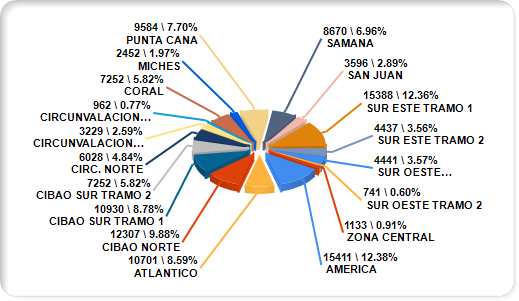 9584 \ 7.70%
PUNTA CANA
2452 \ 1.97%
MICHES
7252 \ 5.82%
CORAL
962 \ 0.77%
CIRCUNVALACION...
3229 \ 2.59%
CIRCUNVALACION...
6028 \ 4.84%
CIRC. NORTE
7252 \ 5.82%
CIBAO SUR TRAMO 2
10930 \ 8.78%
CIBAO SUR TRAMO 1
12307 \ 9.88%
CIBAO NORTE
10701 \ 8.59%
ATLANTICO
8670 \ 6.96%
SAMANA
3596 \ 2.89%
SAN JUAN
15388 \ 12.36%
SUR ESTE TRAMO 1
4437 \ 3.56%
SUR ESTE TRAMO 2
4441 \ 3.57%
SUR OESTE...
741 \ 0.60%
SUR OESTE TRAMO 2
1133 \ 0.91%
ZONA CENTRAL
15411 \ 12.38%
AMERICA